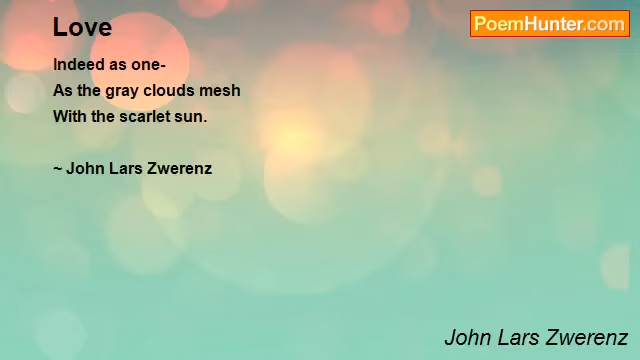 Love
PoemHunter.com
Indeed as one-
As the gray clouds mesh
With the scarlet sun.
~ John Lars Zwerenz
John Lars Zwerenz